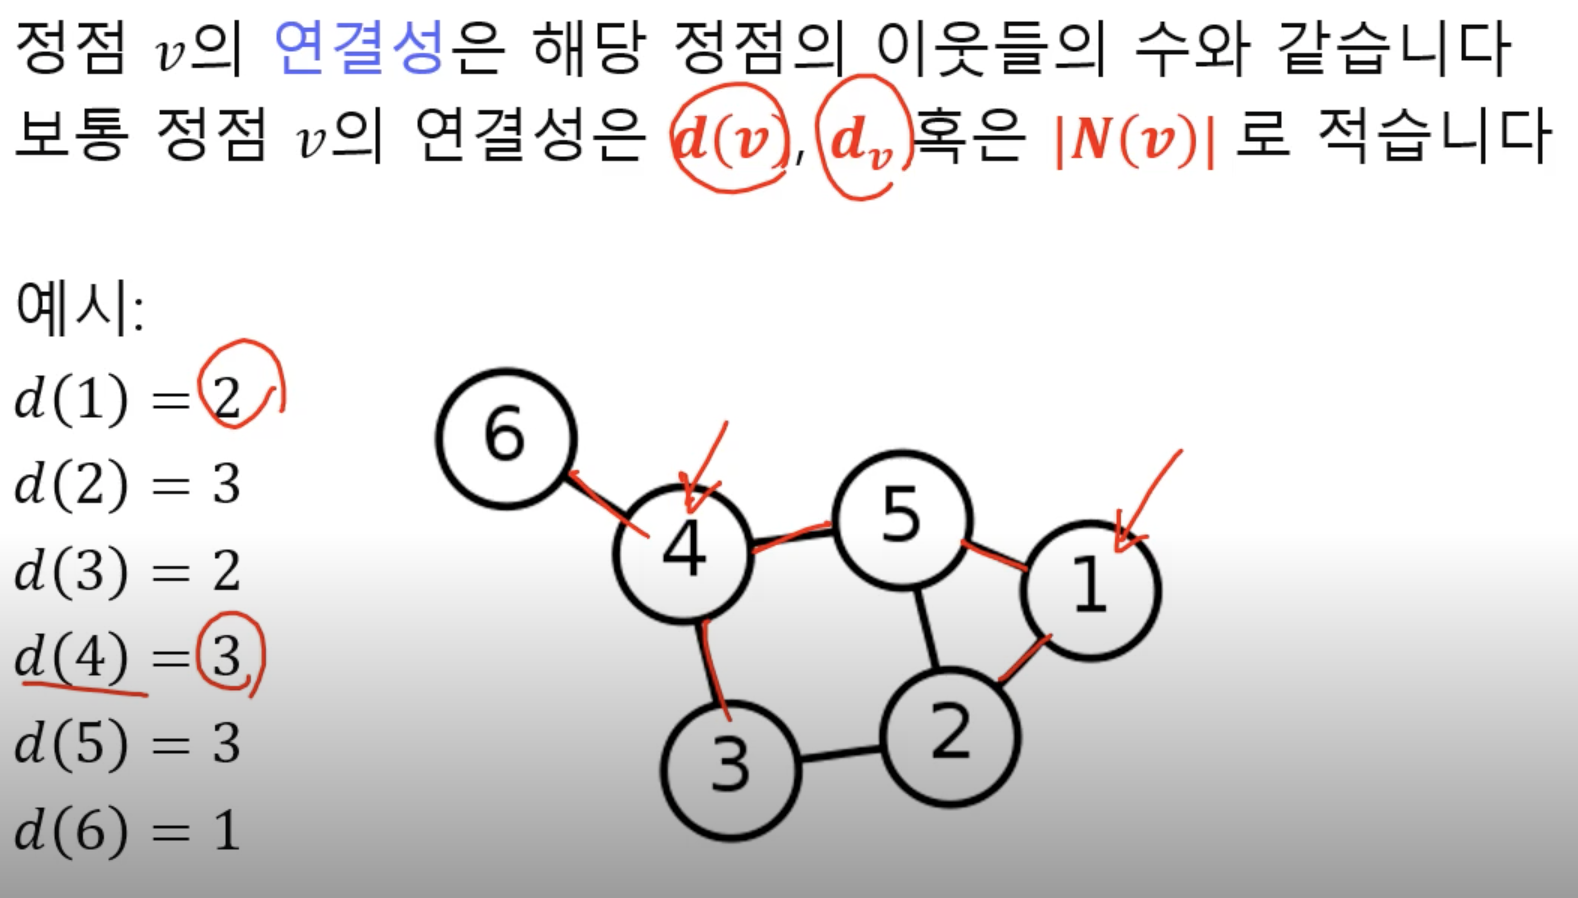 정점 v의 연결성은 해당 정점의 이웃들의 수와 같습니다
보통 정점 v의 연결성은 d(v), d_v 혹은 |N(v)| 로 적습니다
예시:
d(1) = 2
d(2) = 3
d(3) = 2
d(4) = 3
d(5) = 3
d(6) = 1
6
4
5
1
3
2